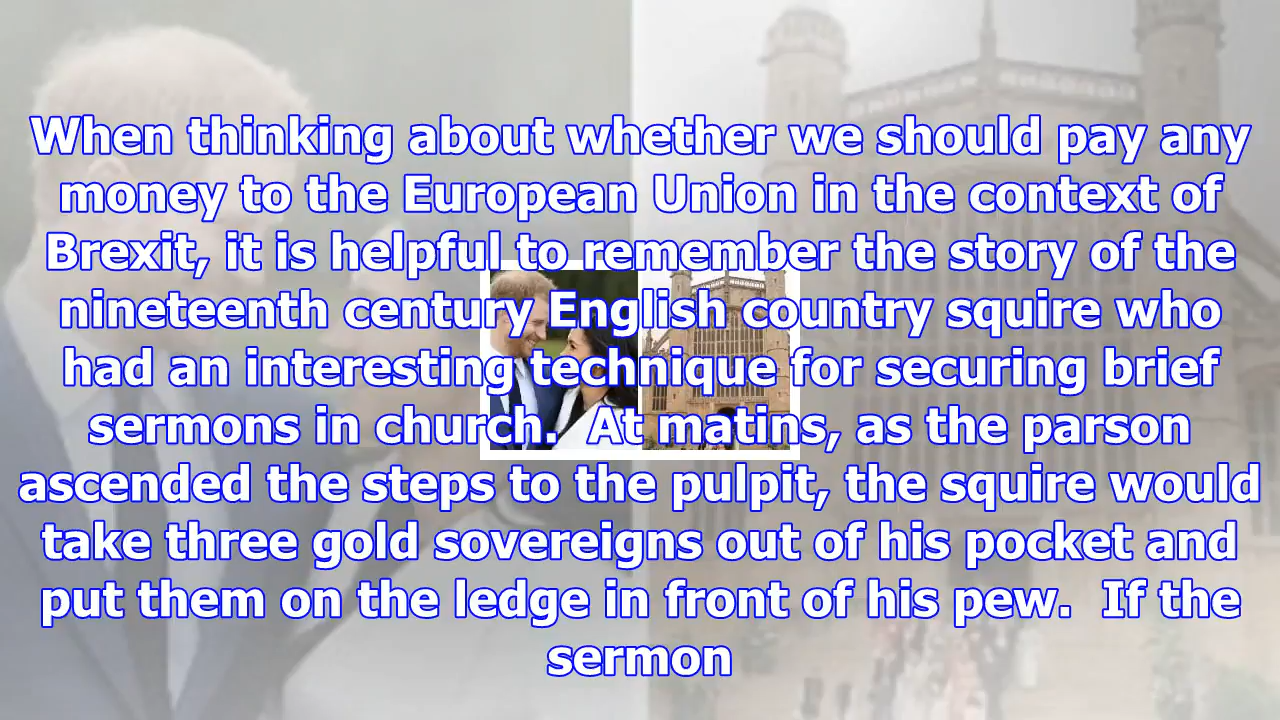 When thinking about whether we should pay any
money to the European Union in the context of
Brexit, it is helpful to remember the story of the
nineteenth century English country squire who
had an interesting technique for securing brief
sermons in church.  At matins, as the parson
ascended the steps to the pulpit, the squire would
take three gold sovereigns out of his pocket and
put them on the ledge in front of his pew.  If the
sermon